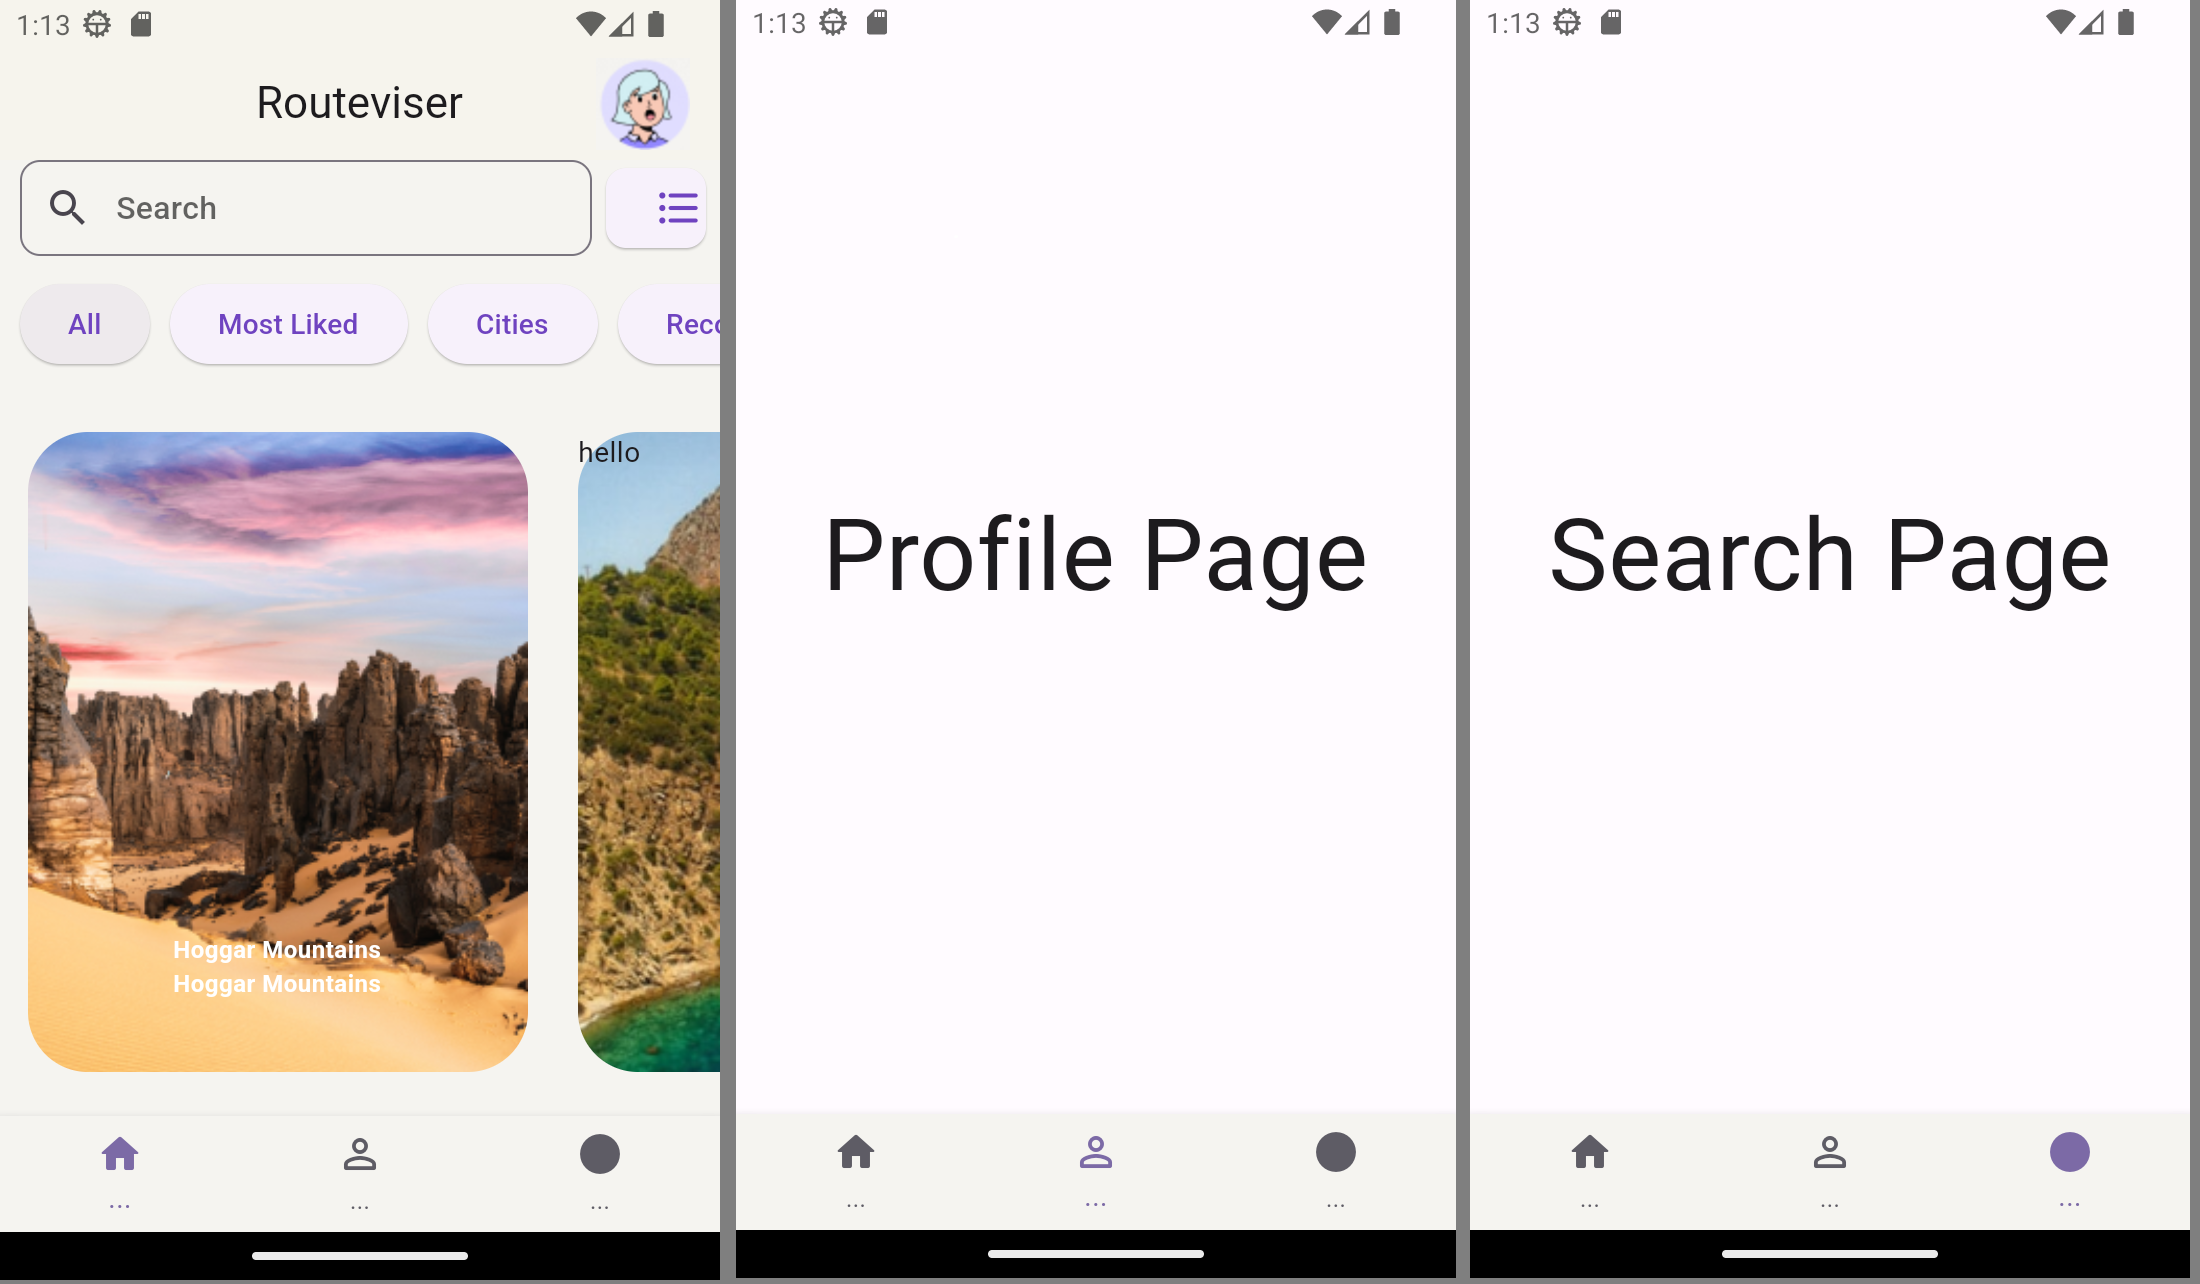 1:13
Routeviser
Search
All
Most Liked
Cities
Reco
hello
Hoggar Mountains
Hoggar Mountains
...
...
...
1:13
Profile Page
...
...
...
1:13
Search Page
...
...
...